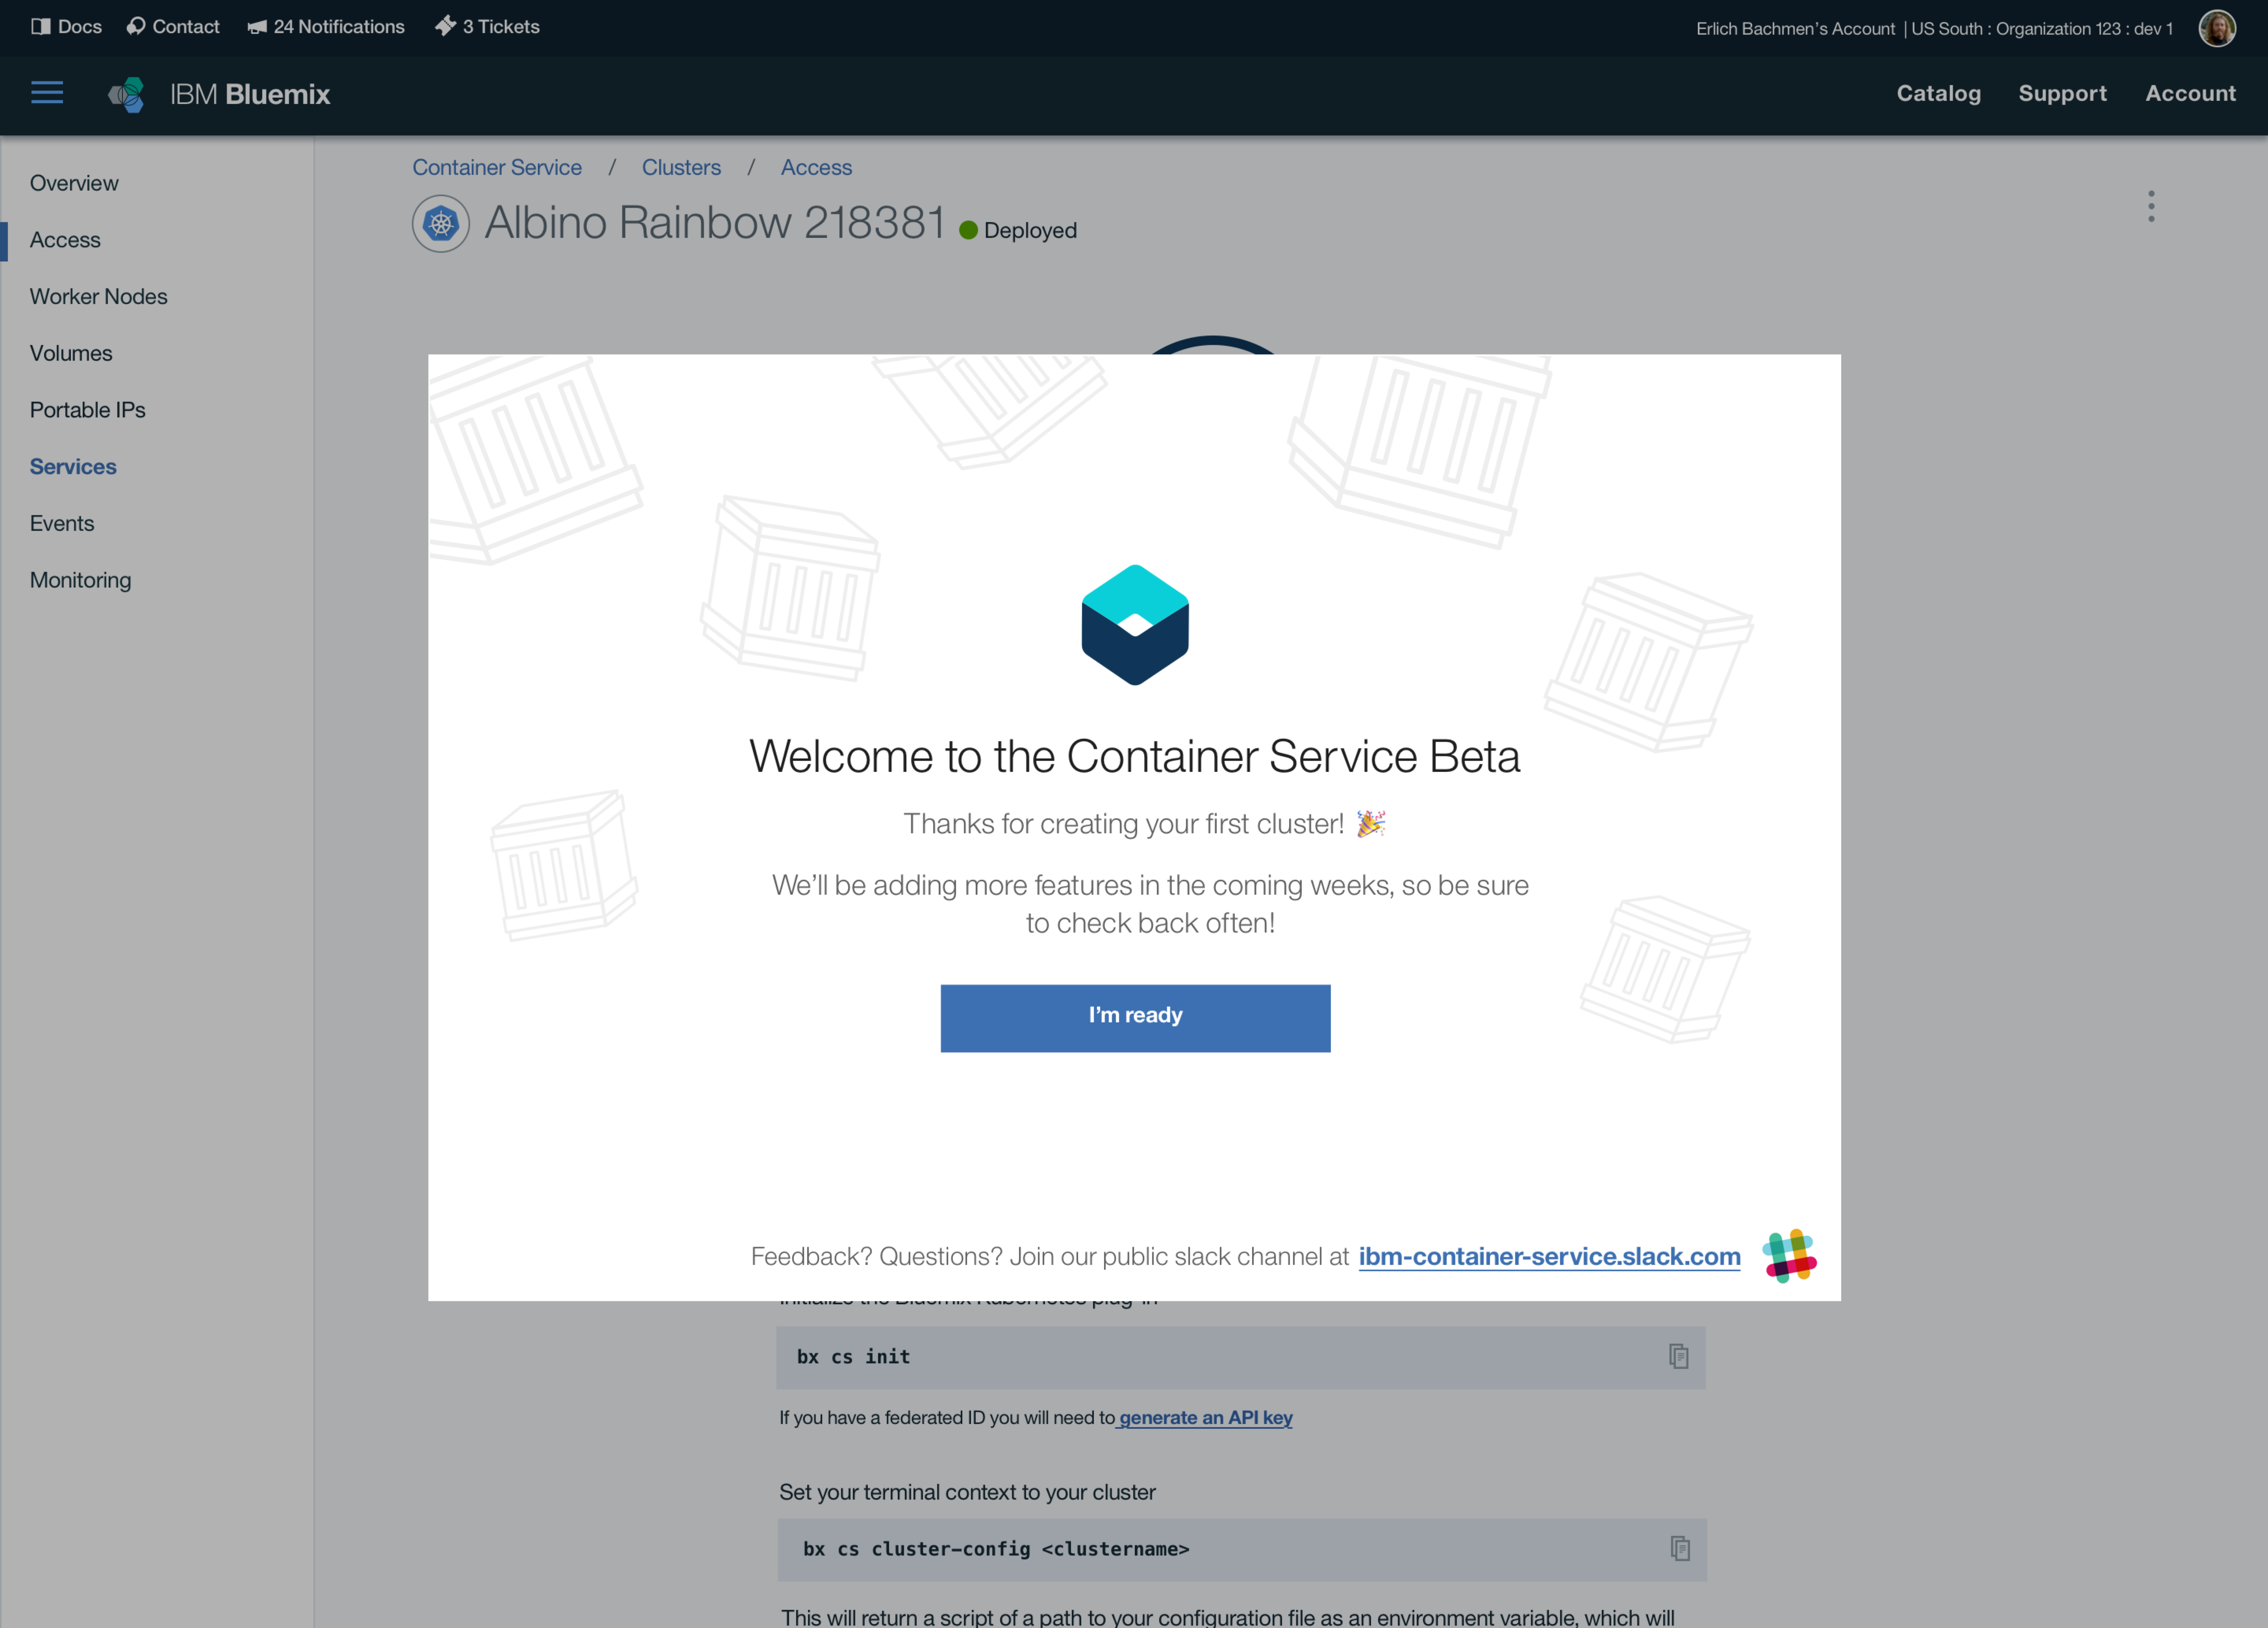 Docs Contact 24 Notifications 3 Tickets
Erlich Bachmen’s Account | US South : Organization 123 : dev 1
IBM Bluemix
Catalog Support Account
Overview
Access
Worker Nodes
Volumes
Portable IPs
Services
Events
Monitoring
Container Service / Clusters / Access
Albino Rainbow 218381 Deployed
Welcome to the Container Service Beta
Thanks for creating your first cluster! 🎉
We’ll be adding more features in the coming weeks, so be sure
to check back often!
I’m ready
Feedback? Questions? Join our public slack channel at ibm-container-service.slack.com
Initialize the Bluemix Kubernetes plug-in
bx cs init
If you have a federated ID you will need to generate an API key
Set your terminal context to your cluster
bx cs cluster-config <clustername>
This will return a script of a path to your configuration file as an environment variable, which will